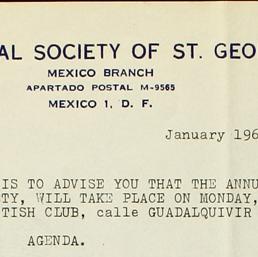 AL SOCIETY OF ST. GEO
MEXICO BRANCH
APARTADO POSTAL M-9565
MEXICO 1, D. F.
January 196
IS TO ADVISE YOU THAT THE ANNU
TY, WILL TAKE PLACE ON MONDAY,
TISH CLUB, calle GUADALQUIVIR
AGENDA.